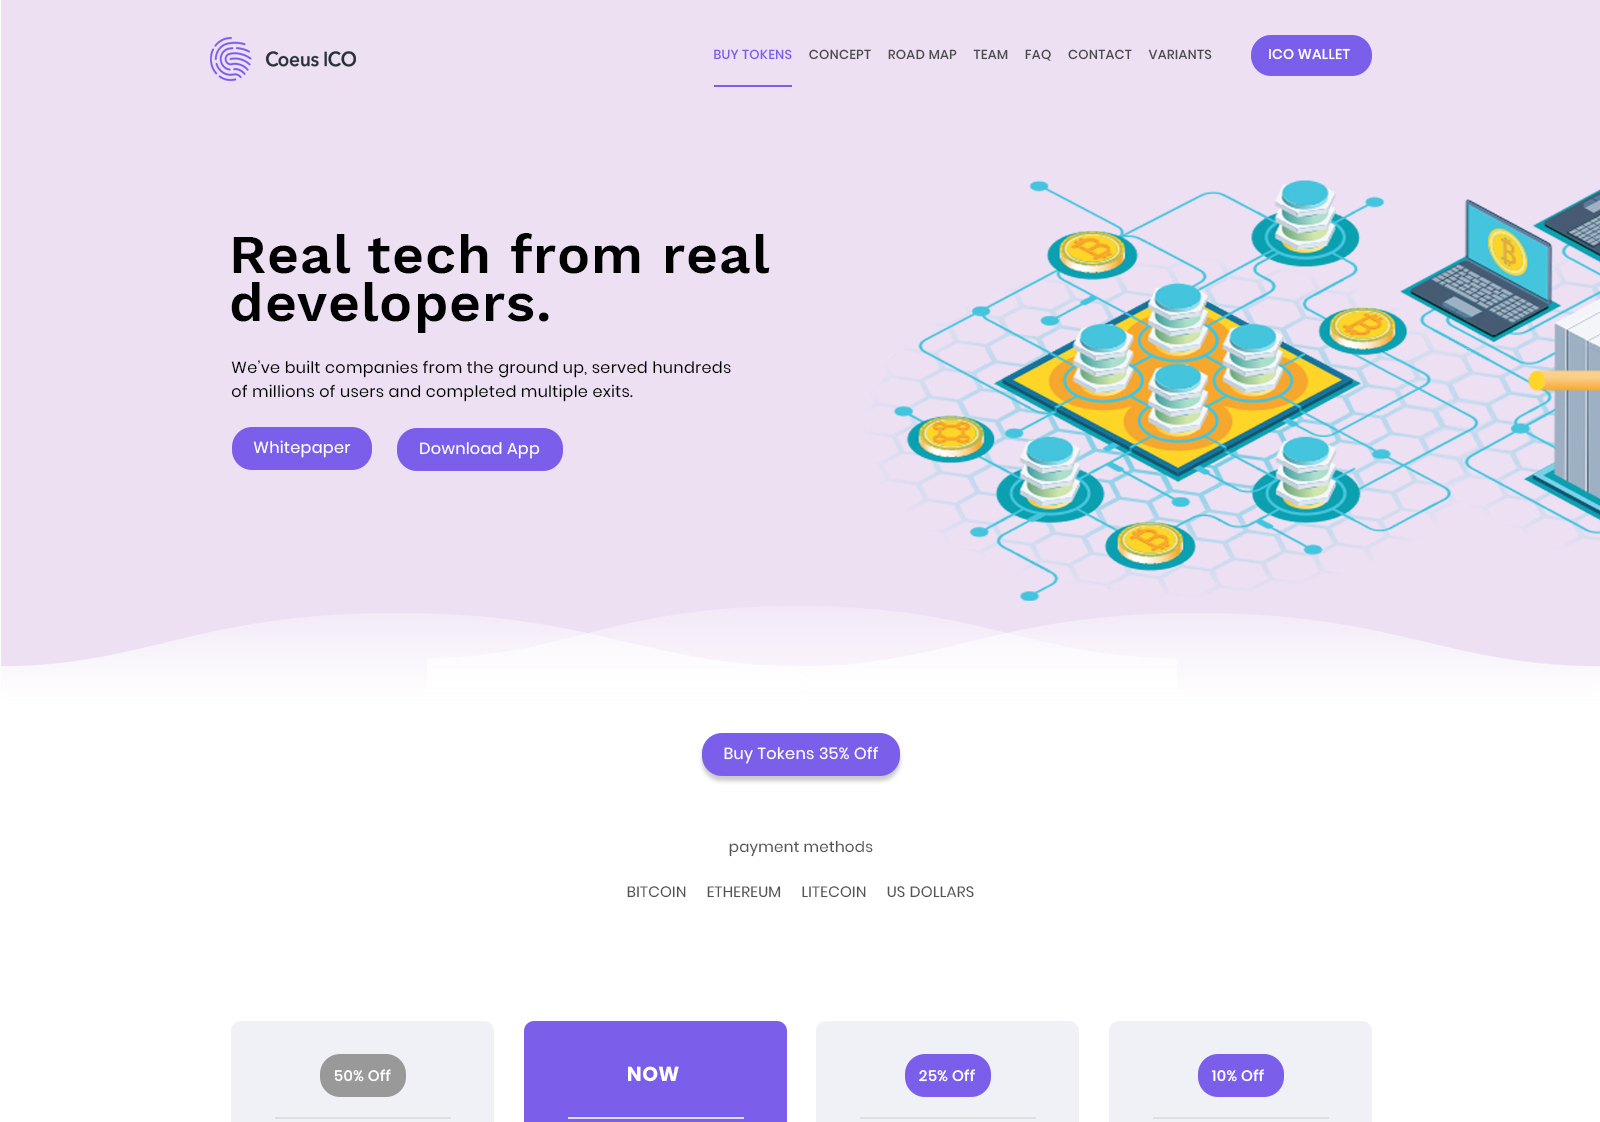 Coeus ICO
BUY TOKENS CONCEPT ROAD MAP TEAM FAQ CONTACT VARIANTS ICO WALLET
Real tech from real
developers.
We've built companies from the ground up, served hundreds
of millions of users and completed multiple exits.
Whitepaper Download App
Buy Tokens 35% Off
payment methods
BITCOIN ETHEREUM LITECOIN US DOLLARS
50% Off NOW 25% Off 10% Off